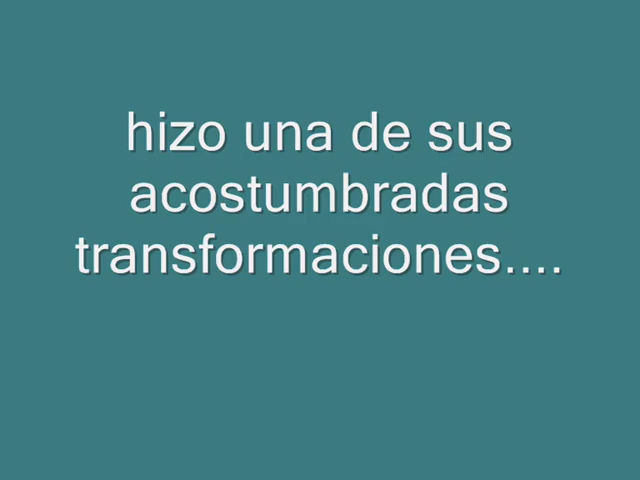 hizo una de sus
acostumbradas
transformaciones....